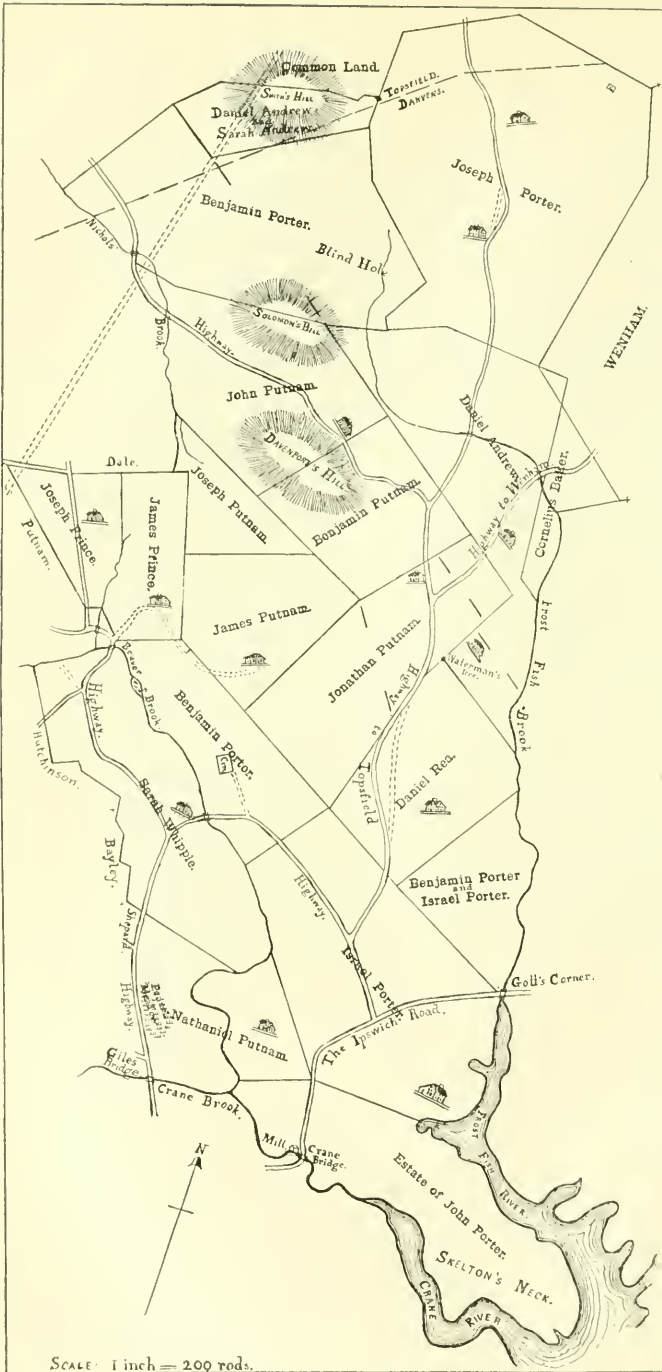 Common Land.
SMITH'S HILL
TOPSFIELD.
DANVERS.
Daniel Andrew
and
Sarah Andrew.
Joseph Porter.
Benjamin Porter.
Blind Hole
Nichols
Brook.
SOLOMON'S HILL
WENHAM.
Highway.
John Putnam.
DAVENPORT'S HILL
Daniel Andrew.
Dale.
Joseph Putnam.
Benjamin Putnam.
Highway to Wenham
Cornelius Baker.
Joseph Prince.
Putnam.
James Prince.
James Putnam.
Jonathan Putnam.
Frost Fish Brook
Waterman's
Beaver Brook.
Highway.
Benjamin Porter.
Highway to Topsfield
Hutchinson.
Daniel Rea.
Sarah Whipple.
Bayley.
Benjamin Porter
and
Israel Porter.
Highway.
Shepard.
Israel Porter.
Goll's Corner.
Highway.
Nathaniel Putnam.
The Ipswich Road.
Giles
Bridge
Crane Brook.
N
Mill.
Crane
Bridge.
FROST FISH RIVER.
Estate of John Porter.
SKELTON'S NECK.
CRANE RIVER
SCALE: 1 inch = 200 rods.